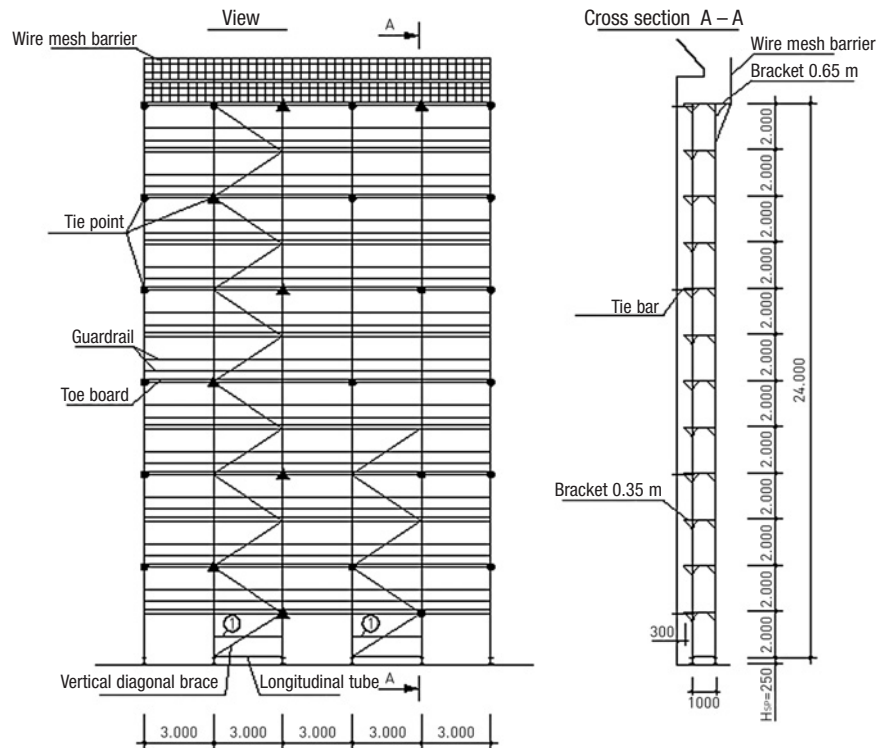 View
A
Wire mesh barrier
Tie point
Guardrail
Toe board
1
1
Vertical diagonal brace
Longitudinal tube
A
3.000
3.000
3.000
3.000
3.000
Cross section A – A
Wire mesh barrier
Bracket 0.65 m
Tie bar
Bracket 0.35 m
2.000
2.000
2.000
2.000
2.000
2.000
2.000
2.000
2.000
2.000
2.000
2.000
24.000
300
1000
HSP=250